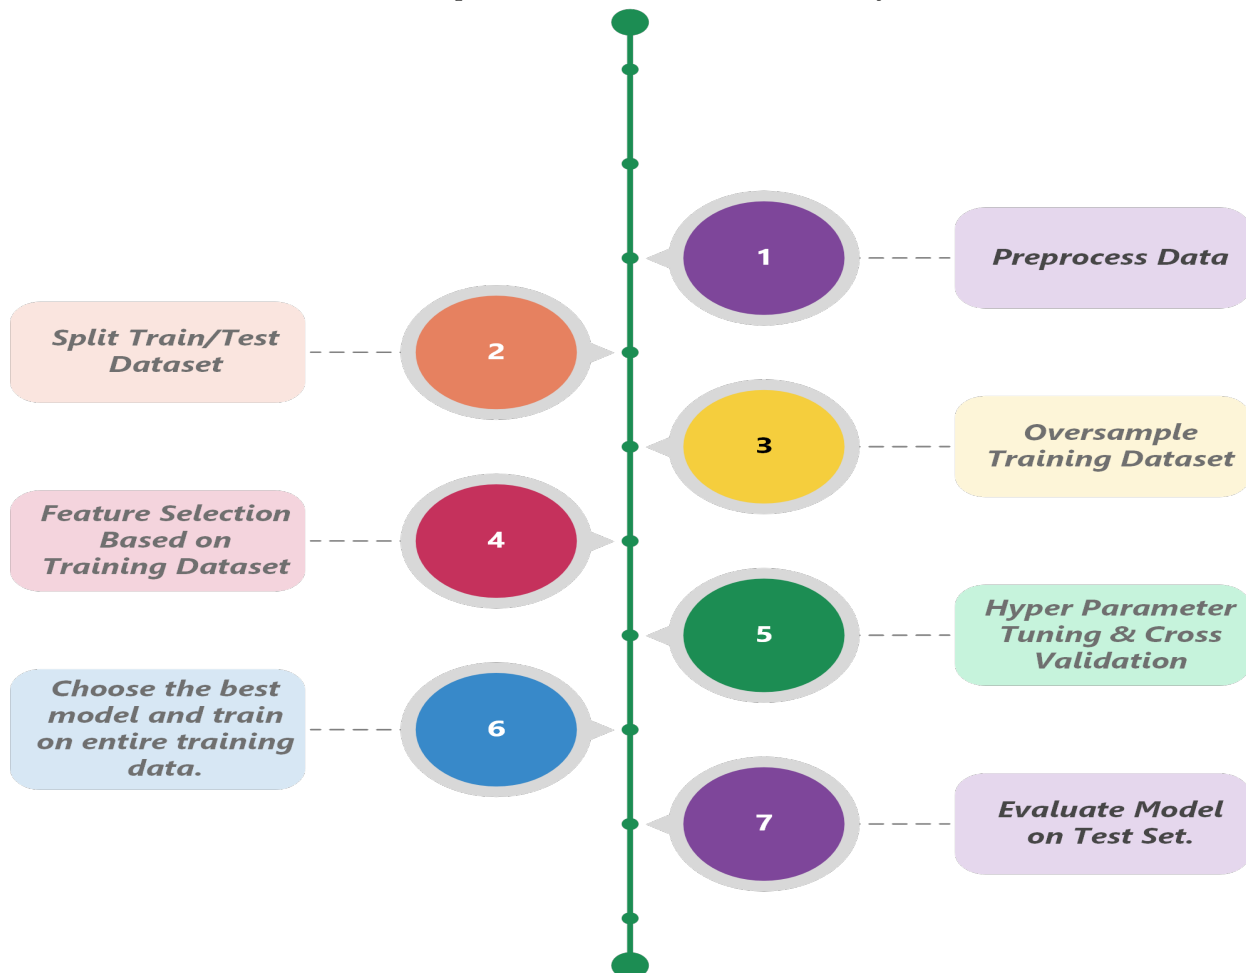 1
Preprocess Data
Split Train/Test
Dataset
2
3
Oversample
Training Dataset
Feature Selection
Based on
Training Dataset
4
5
Hyper Parameter
Tuning & Cross
Validation
Choose the best
model and train
on entire training
data.
6
7
Evaluate Model
on Test Set.